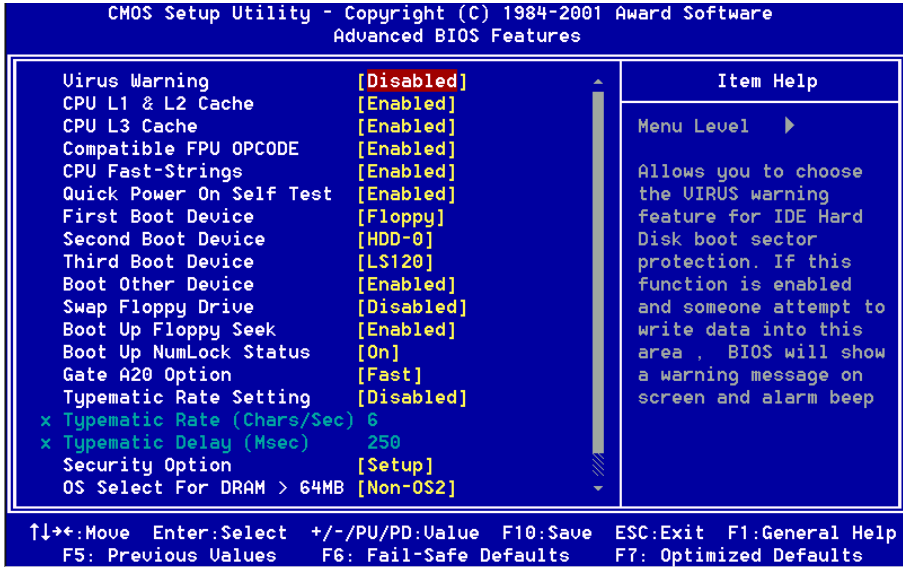 CMOS Setup Utility - Copyright (C) 1984-2001 Award Software
Advanced BIOS Features
Virus Warning [Disabled]
CPU L1 & L2 Cache [Enabled]
CPU L3 Cache [Enabled]
Compatible FPU OPCODE [Enabled]
CPU Fast-Strings [Enabled]
Quick Power On Self Test [Enabled]
First Boot Device [Floppy]
Second Boot Device [HDD-0]
Third Boot Device [LS120]
Boot Other Device [Enabled]
Swap Floppy Drive [Disabled]
Boot Up Floppy Seek [Enabled]
Boot Up NumLock Status [On]
Gate A20 Option [Fast]
Typematic Rate Setting [Disabled]
x Typematic Rate (Chars/Sec) 6
x Typematic Delay (Msec) 250
Security Option [Setup]
OS Select For DRAM > 64MB [Non-OS2]
Item Help
Menu Level ▶
Allows you to choose
the VIRUS warning
feature for IDE Hard
Disk boot sector
protection. If this
function is enabled
and someone attempt to
write data into this
area , BIOS will show
a warning message on
screen and alarm beep
↑↓→←:Move Enter:Select +/-/PU/PD:Value F10:Save ESC:Exit F1:General Help
F5: Previous Values F6: Fail-Safe Defaults F7: Optimized Defaults